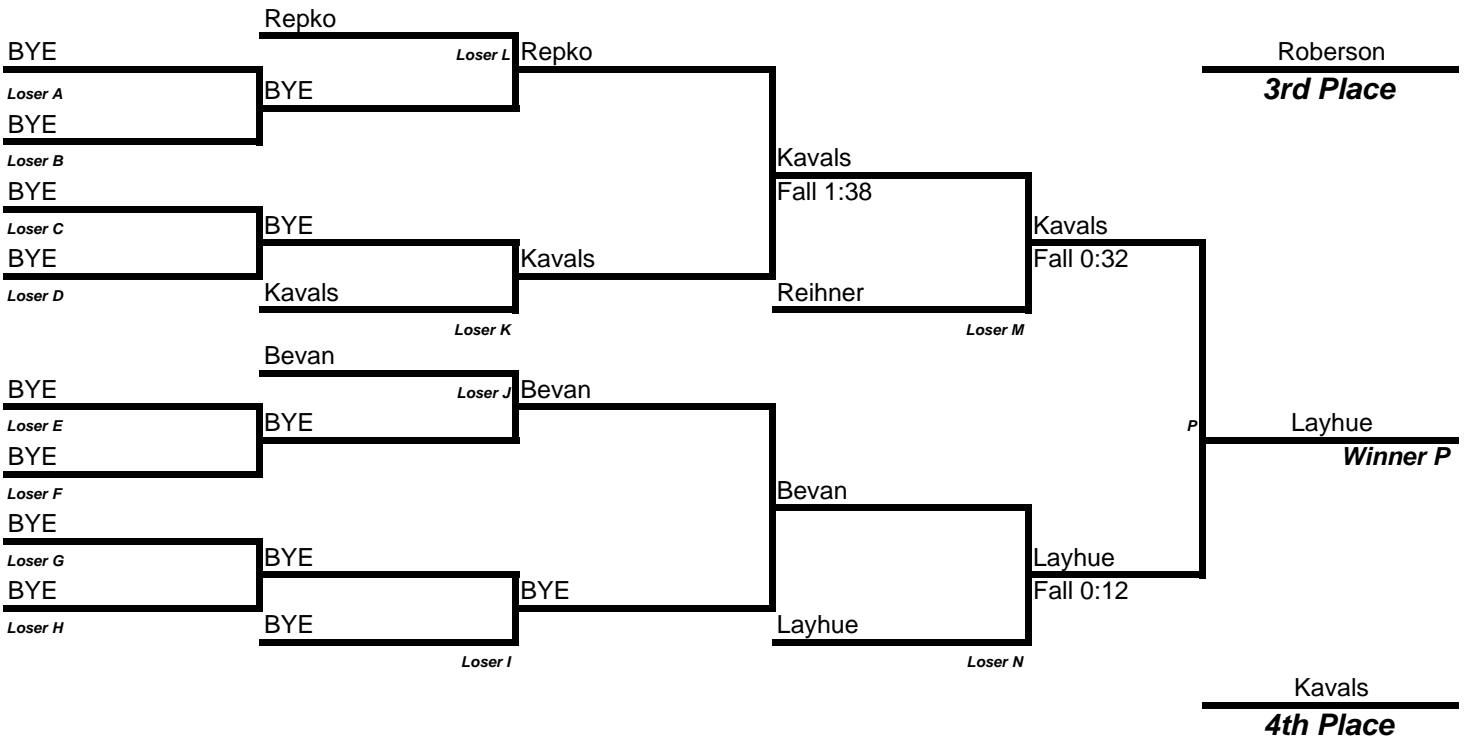 Repko
BYE
Loser L
Repko
Roberson
Loser A
BYE
3rd Place
BYE
Loser B
Kavals
BYE
Fall 1:38
Loser C
BYE
Kavals
BYE
Kavals
Fall 0:32
Loser D
Kavals
Reihner
Loser K
Loser M
Bevan
BYE
Loser J
Bevan
Loser E
BYE
P
Layhue
BYE
Winner P
Loser F
Bevan
BYE
Loser G
BYE
Layhue
BYE
BYE
Fall 0:12
Loser H
BYE
Layhue
Loser I
Loser N
Kavals
4th Place